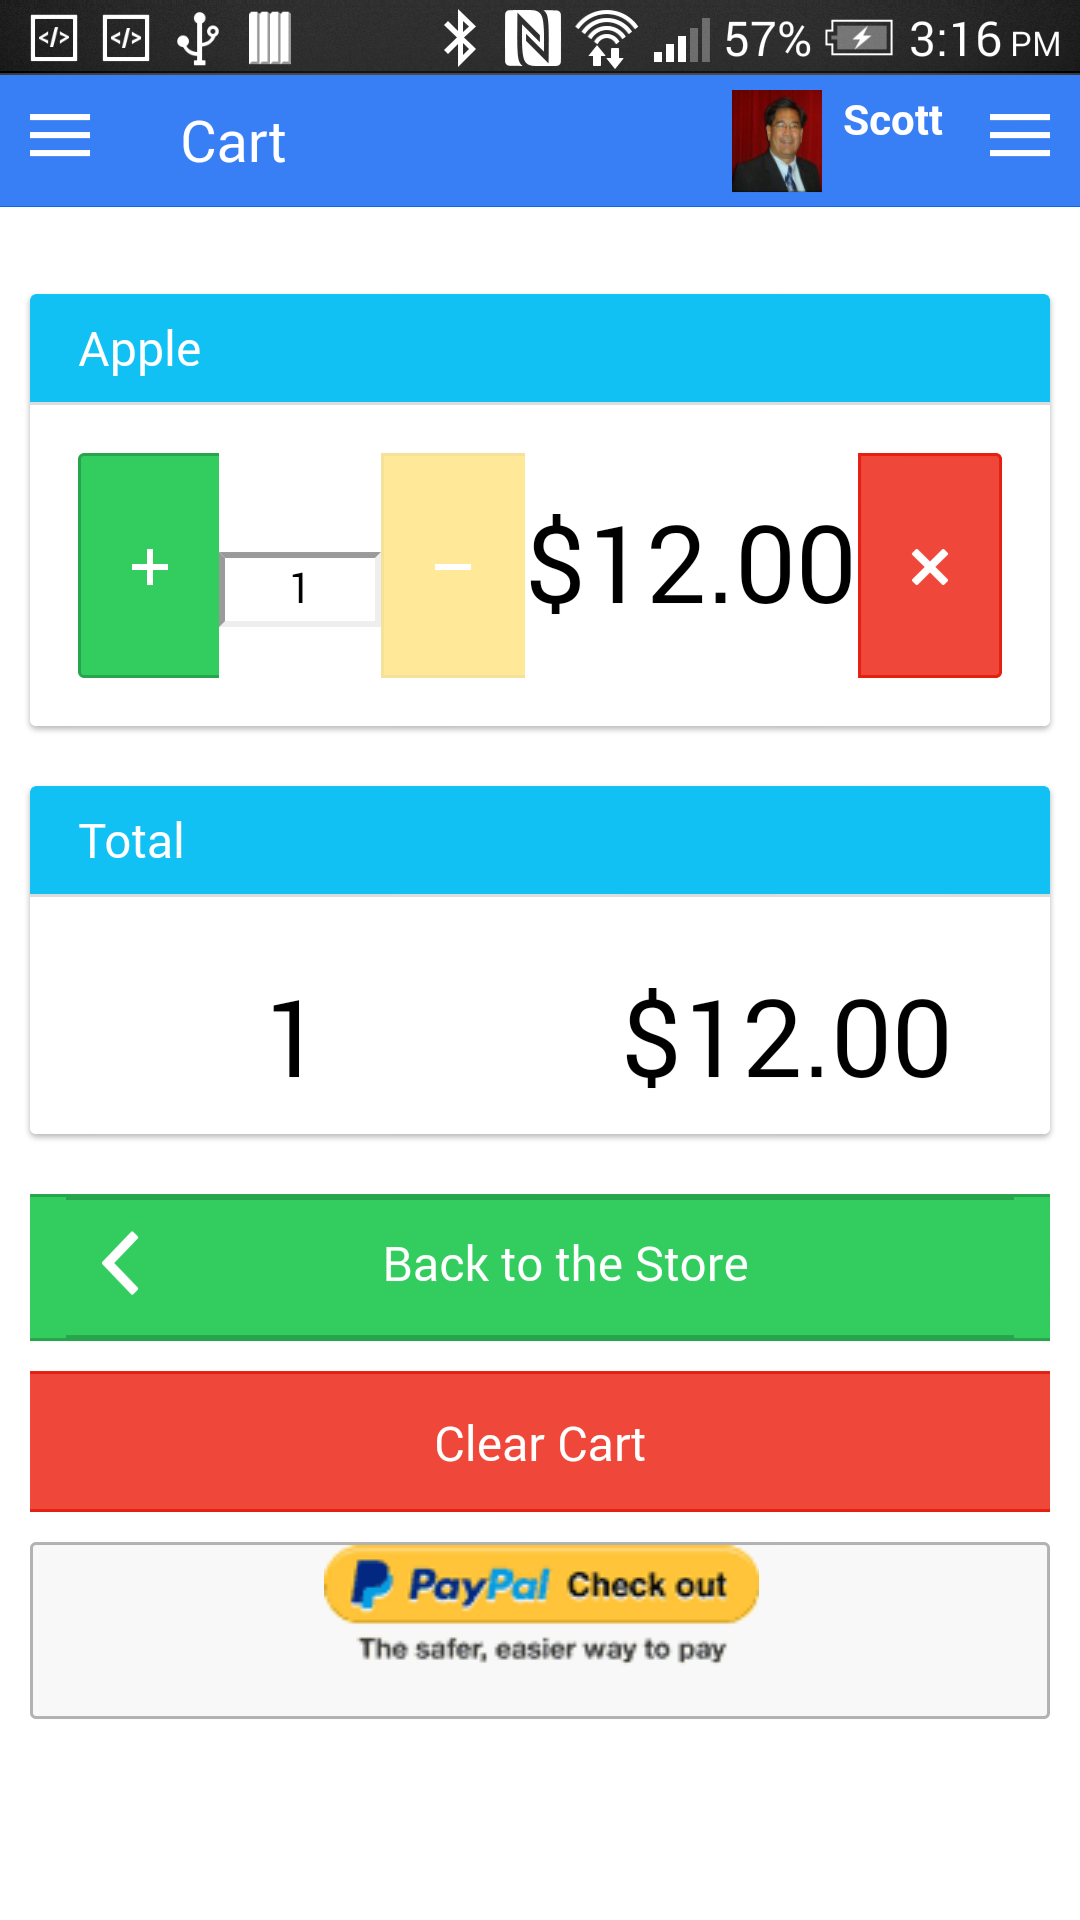 57% 3:16 PM
Cart Scott
Apple
+ 1 − $12.00 ×
Total
1 $12.00
Back to the Store
Clear Cart
PayPal Check out
The safer, easier way to pay